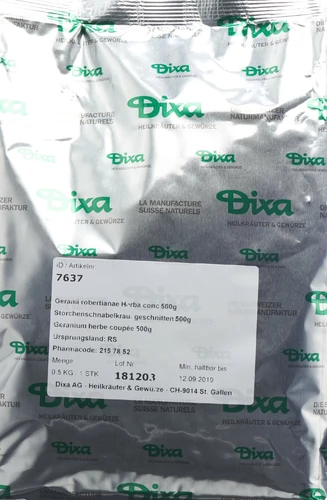 Dixa
HEILKRÄUTER & GEWÜRZE
LA MANUFACTURE
SUISSE NATURELS
ID / Artikelnr.
7637
Geranii robertianae Herba conc 500g
Storchenschnabelkraut geschnitten 500g
Geranium herbe coupée 500g
Ursprungsland: RS
Pharmacode: 215 78 52
Menge Lot Nr. Min. haltbar bis
0.5 KG 1 STK 181203 12.09.2019
Dixa AG - Heilkräuter & Gewürze - CH-9014 St. Gallen